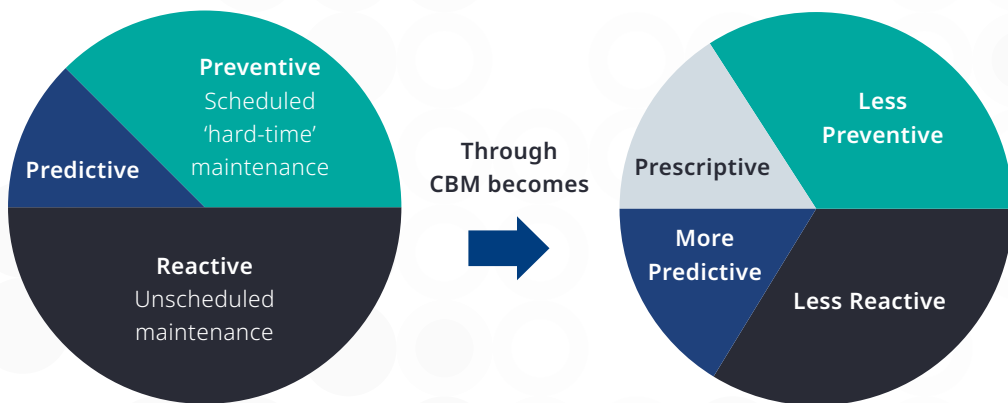 Preventive
Scheduled
‘hard-time’
maintenance
Predictive
Reactive
Unscheduled
maintenance
Through
CBM becomes
Less
Preventive
Prescriptive
More
Predictive
Less Reactive